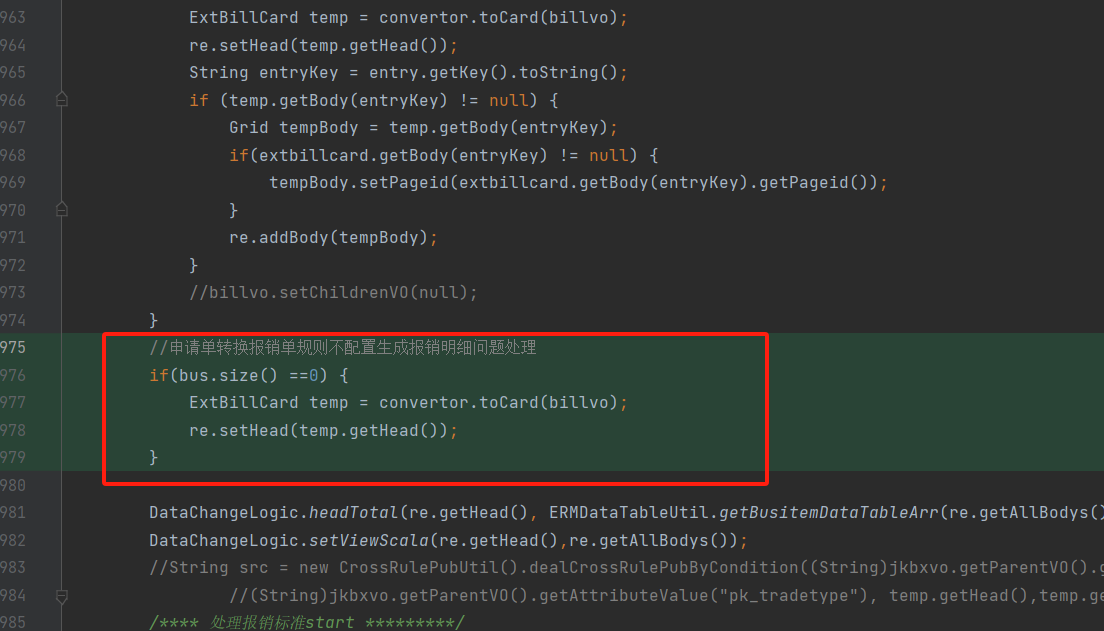 963 ExtBillCard temp = convertor.toCard(billvo);
964 re.setHead(temp.getHead());
965 String entryKey = entry.getKey().toString();
966 if (temp.getBody(entryKey) != null) {
967 Grid tempBody = temp.getBody(entryKey);
968 if(extbillcard.getBody(entryKey) != null) {
969 tempBody.setPageid(extbillcard.getBody(entryKey).getPageid());
970 }
971 re.addBody(tempBody);
972 }
973 //billvo.setChildrenVO(null);
974 }
975 //申请单转换报销单规则不配置生成报销明细问题处理
976 if(bus.size() ==0) {
977 ExtBillCard temp = convertor.toCard(billvo);
978 re.setHead(temp.getHead());
979 }
980
981 DataChangeLogic.headTotal(re.getHead(), ERMDataTableUtil.getBusitemDataTableArr(re.getAllBodys()
982 DataChangeLogic.setViewScala(re.getHead(),re.getAllBodys());
983 //String src = new CrossRulePubUtil().dealCrossRulePubByCondition((String)jkbxvo.getParentVO().g
984 //(String)jkbxvo.getParentVO().getAttributeValue("pk_tradetype"), temp.getHead(),temp.ge
985 /**** 处理报销标准start *********/